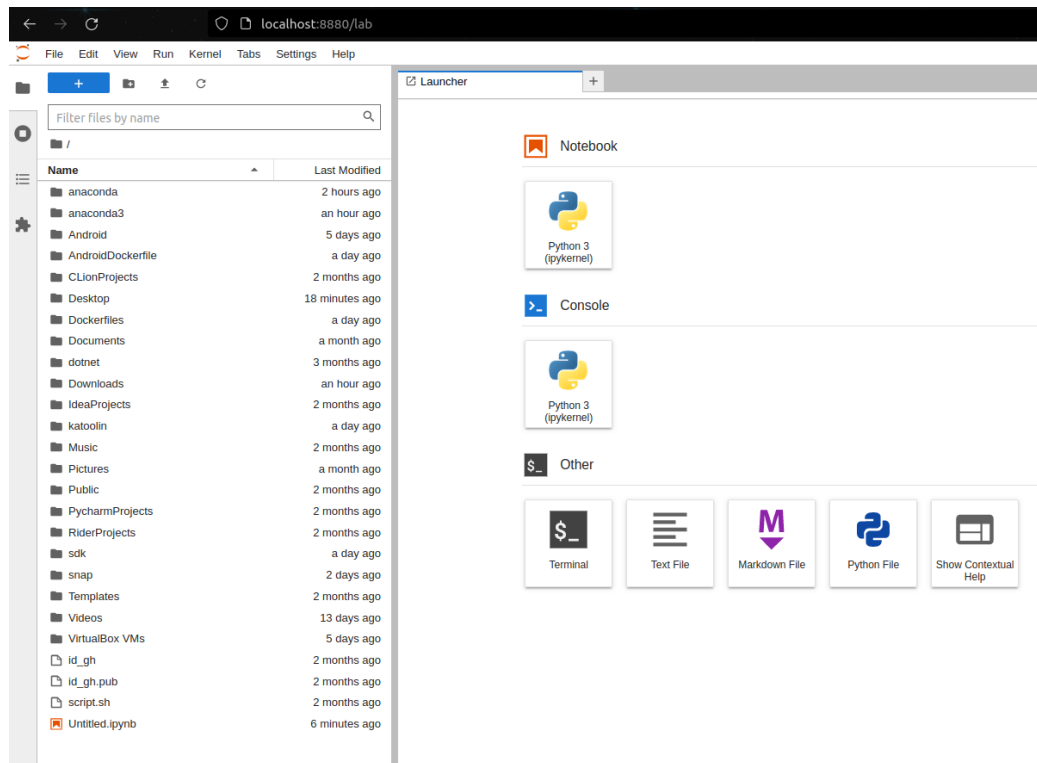 localhost:8880/lab
File Edit View Run Kernel Tabs Settings Help
+
Launcher
+
Filter files by name
/
Name Last Modified
anaconda 2 hours ago
anaconda3 an hour ago
Android 5 days ago
AndroidDockerfile a day ago
CLionProjects 2 months ago
Desktop 18 minutes ago
Dockerfiles a day ago
Documents a month ago
dotnet 3 months ago
Downloads an hour ago
IdeaProjects 2 months ago
katoolin a day ago
Music 2 months ago
Pictures a month ago
Public 2 months ago
PycharmProjects 2 months ago
RiderProjects 2 months ago
sdk a day ago
snap 2 days ago
Templates 2 months ago
Videos 13 days ago
VirtualBox VMs 5 days ago
id_gh 2 months ago
id_gh.pub 2 months ago
script.sh 2 months ago
Untitled.ipynb 6 minutes ago
Notebook
Python 3
(ipykernel)
>_ Console
Python 3
(ipykernel)
$_ Other
$_
Terminal
Text File
M
Markdown File
Python File
Show Contextual
Help